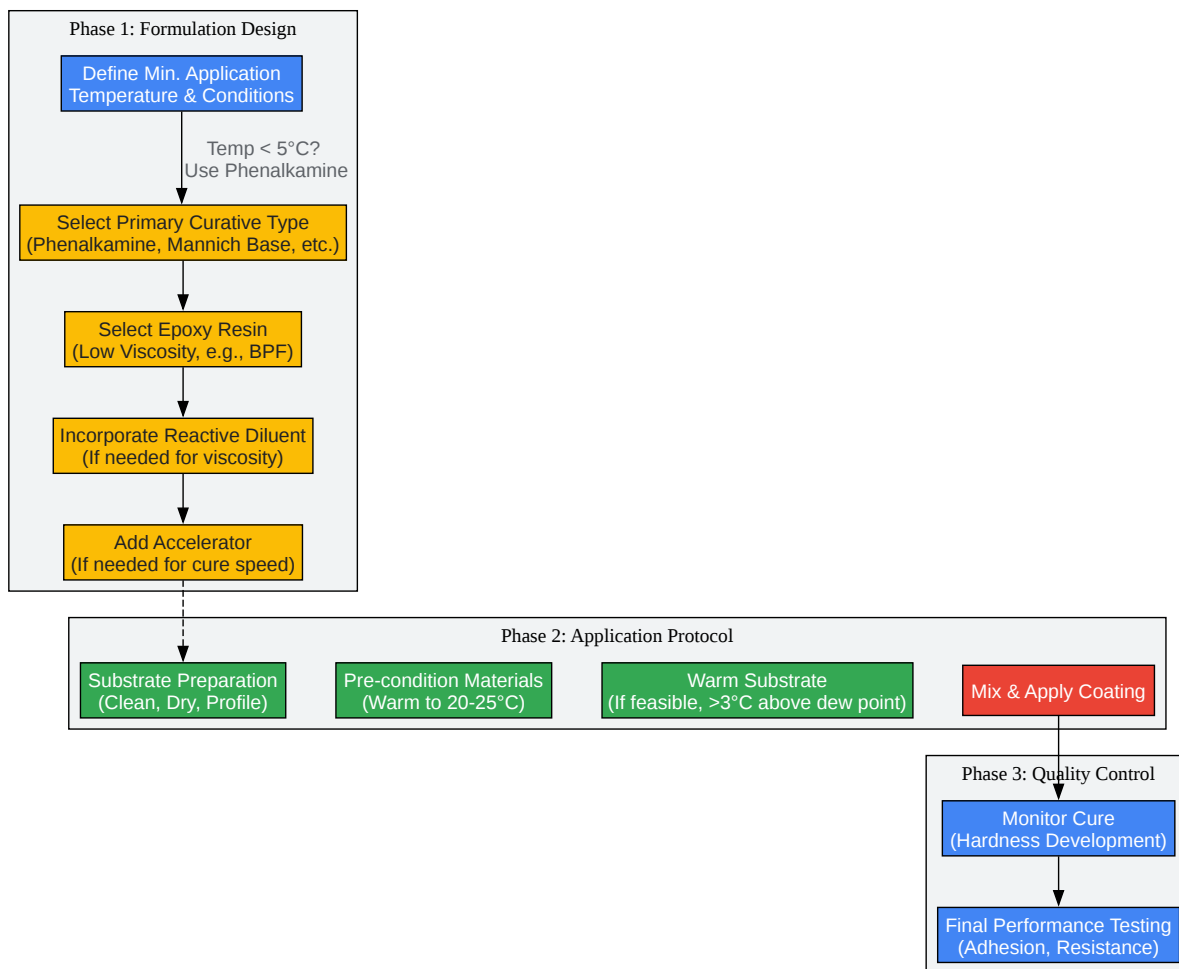 Phase 1: Formulation Design
Define Min. Application
Temperature & Conditions
Temp < 5°C?
Use Phenalkamine
Select Primary Curative Type
(Phenalkamine, Mannich Base, etc.)
Select Epoxy Resin
(Low Viscosity, e.g., BPF)
Incorporate Reactive Diluent
(If needed for viscosity)
Add Accelerator
(If needed for cure speed)
Phase 2: Application Protocol
Substrate Preparation
(Clean, Dry, Profile)
Pre-condition Materials
(Warm to 20-25°C)
Warm Substrate
(If feasible, >3°C above dew point)
Mix & Apply Coating
Phase 3: Quality Control
Monitor Cure
(Hardness Development)
Final Performance Testing
(Adhesion, Resistance)